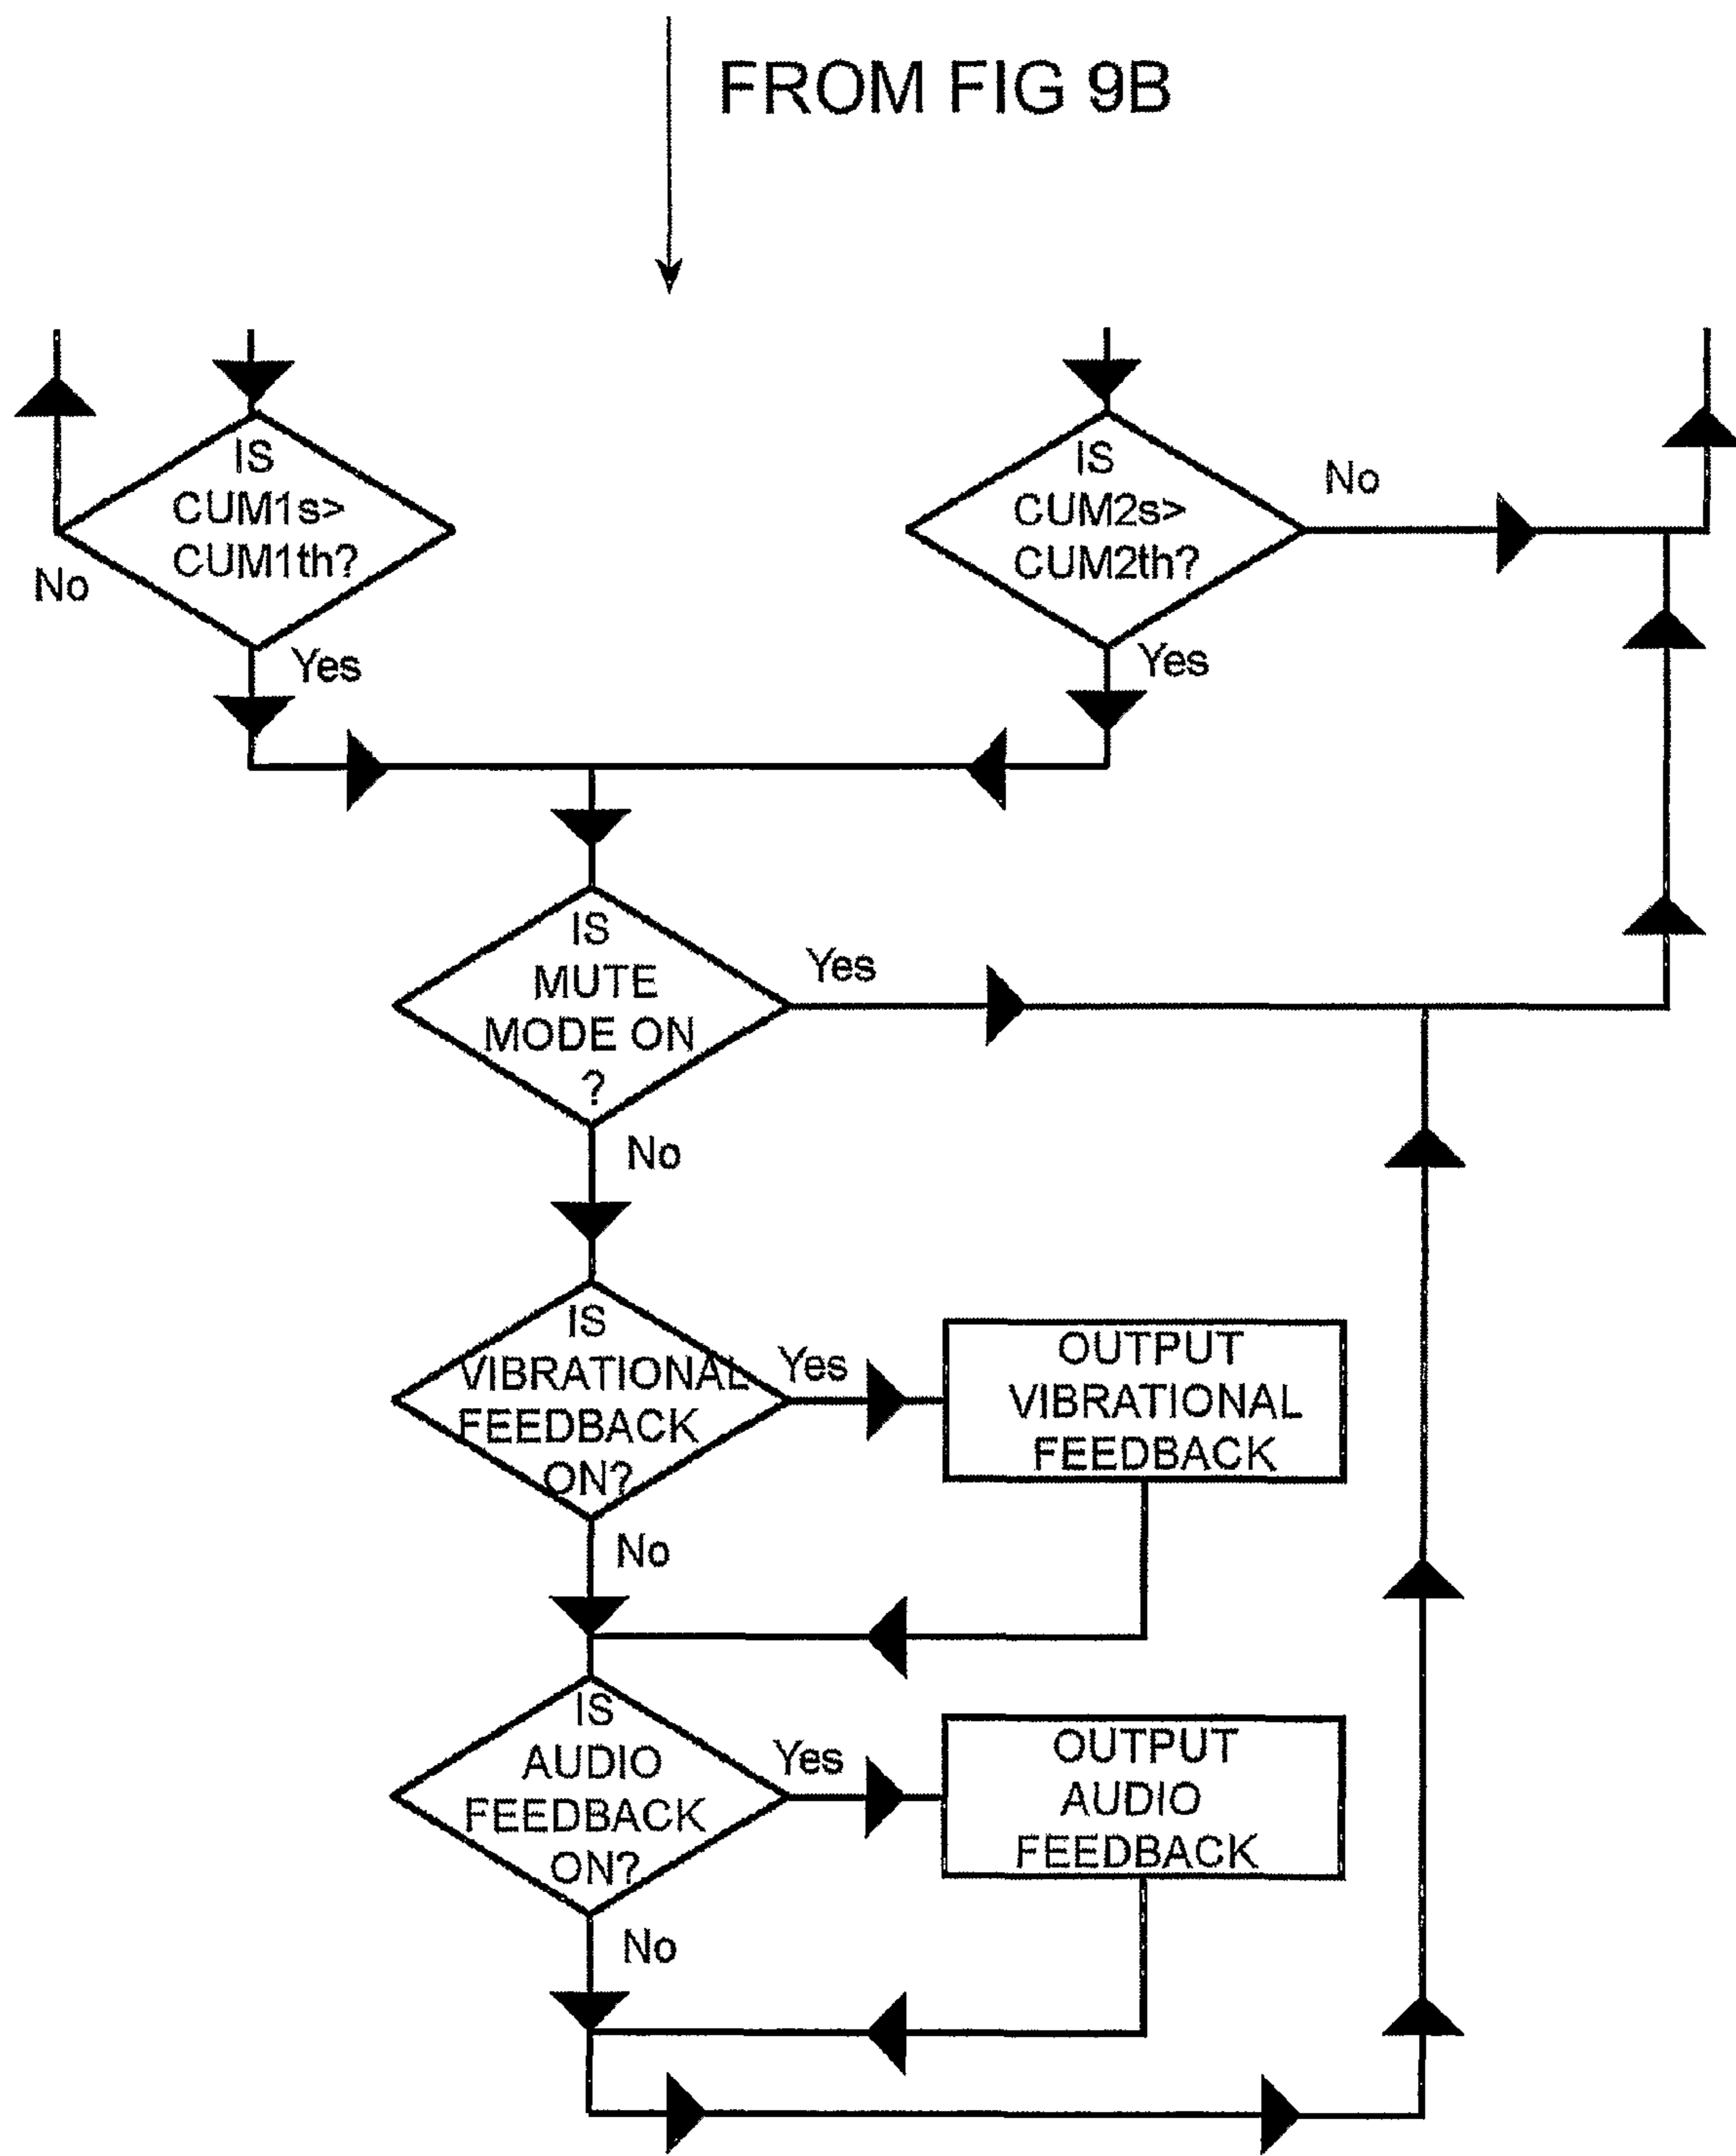 FROM FIG 9B
IS
CUM1s>
CUM1th?
No
Yes
IS
CUM2s>
CUM2th?
No
Yes
IS
MUTE
MODE ON
?
Yes
No
IS
VIBRATIONAL
FEEDBACK
ON?
Yes
No
OUTPUT
VIBRATIONAL
FEEDBACK
IS
AUDIO
FEEDBACK
ON?
Yes
No
OUTPUT
AUDIO
FEEDBACK